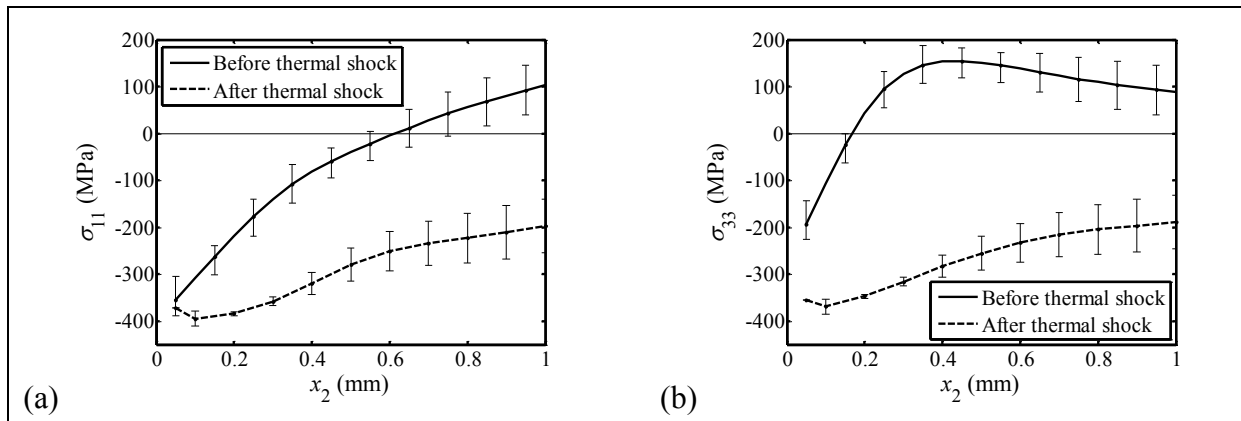 200
100
0
-100
-200
-300
-400
σ11 (MPa)
Before thermal shock
After thermal shock
0 0.2 0.4 0.6 0.8 1
x2 (mm)
(a)
200
100
0
-100
-200
-300
-400
σ33 (MPa)
Before thermal shock
After thermal shock
0 0.2 0.4 0.6 0.8 1
x2 (mm)
(b)